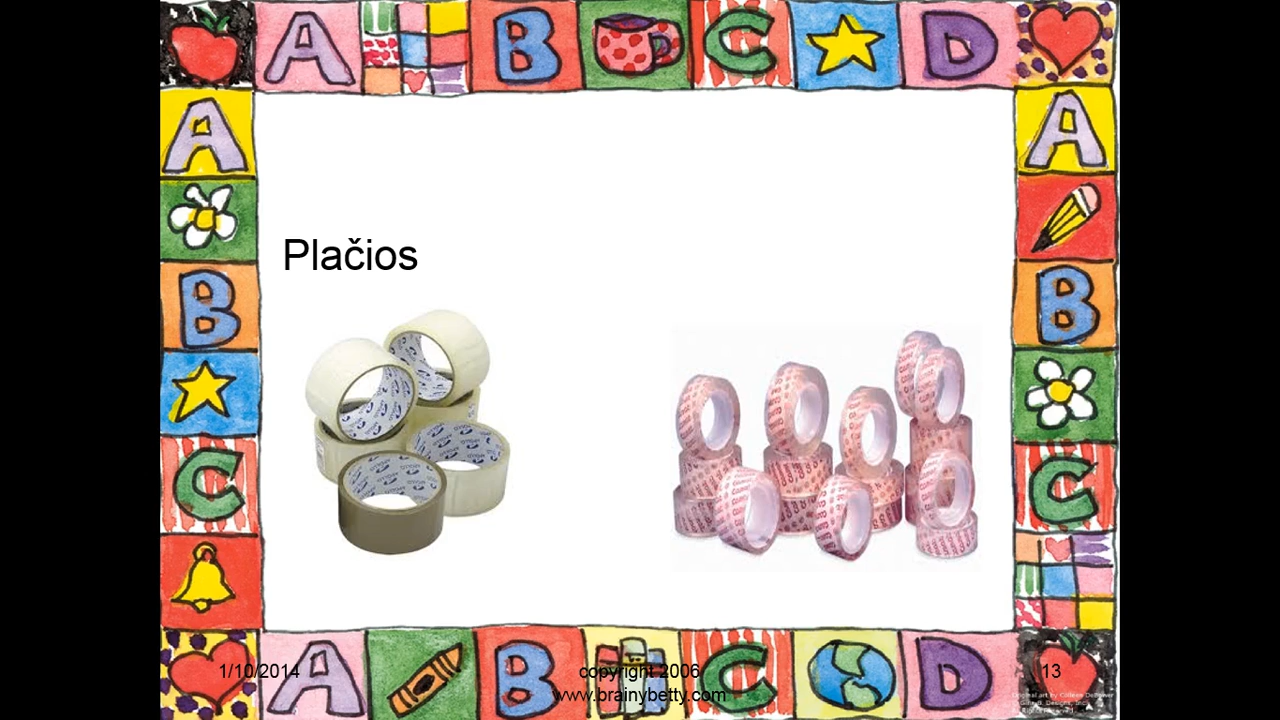 A B C D
A A
Plačios
B B
C C
A B C D
1/10/2014 copyright 2006 13
www.brainybetty.com